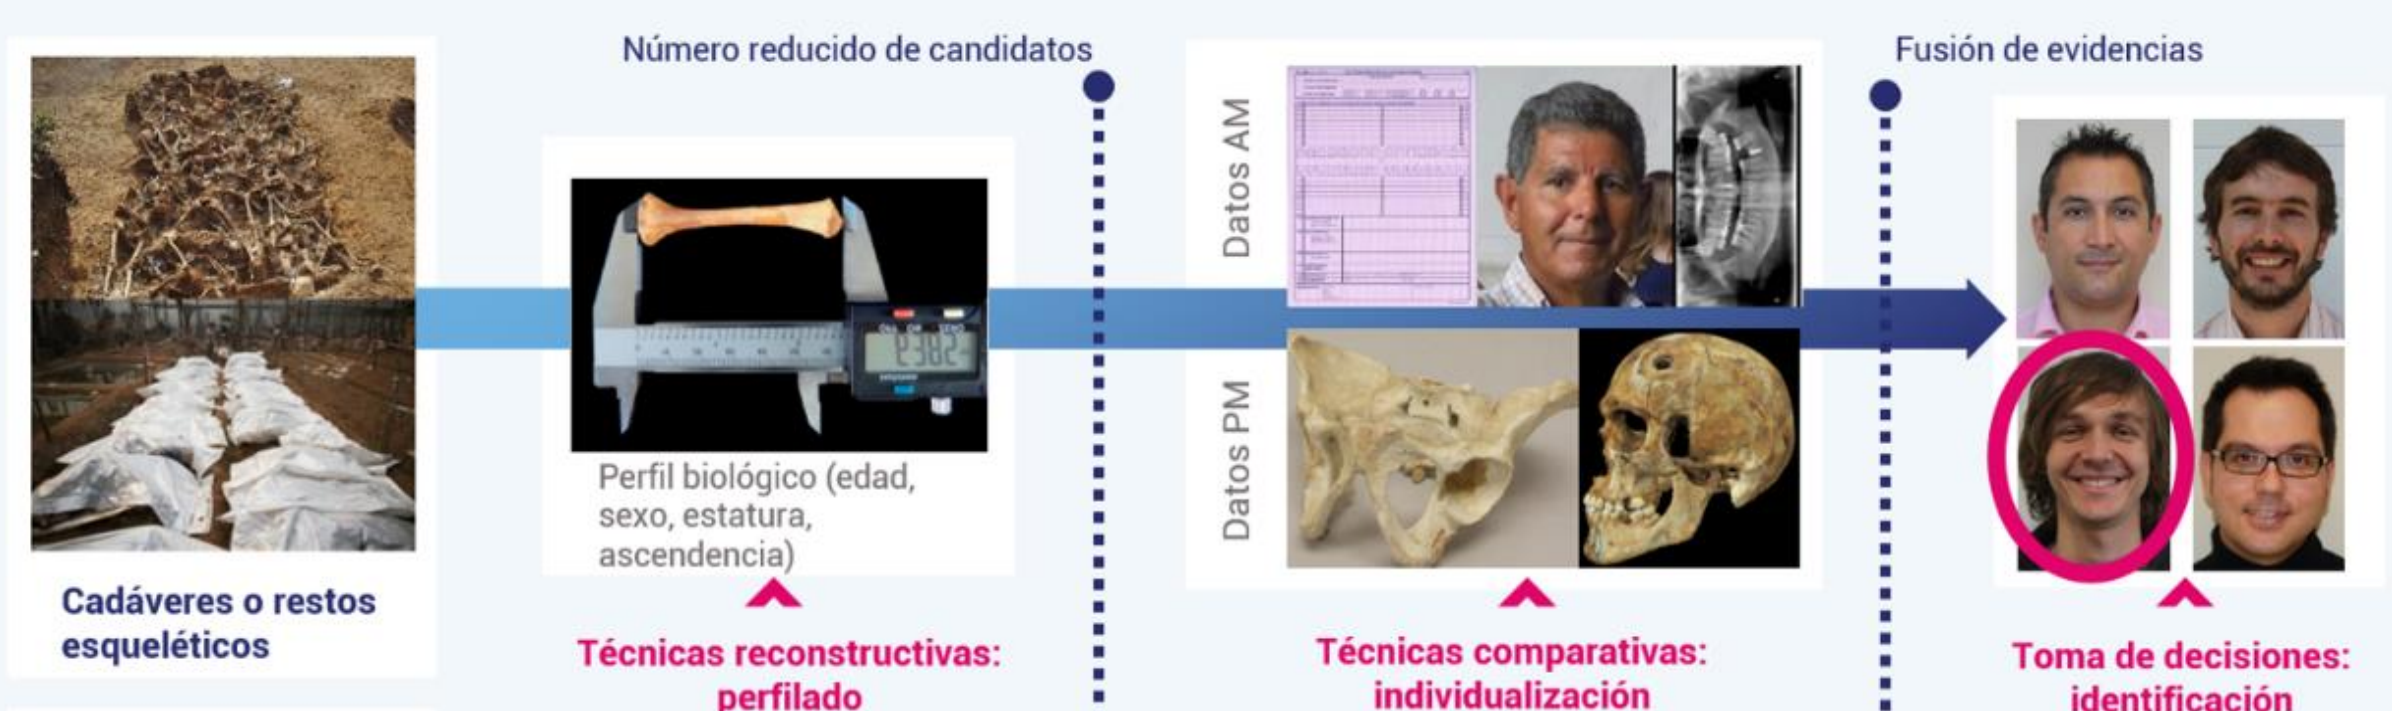 Número reducido de candidatos
Fusión de evidencias
Datos AM
Datos PM
Perfil biológico (edad,
sexo, estatura,
ascendencia)
Cadáveres o restos
esqueléticos
Técnicas reconstructivas:
perfilado
Técnicas comparativas:
individualización
Toma de decisiones:
identificación